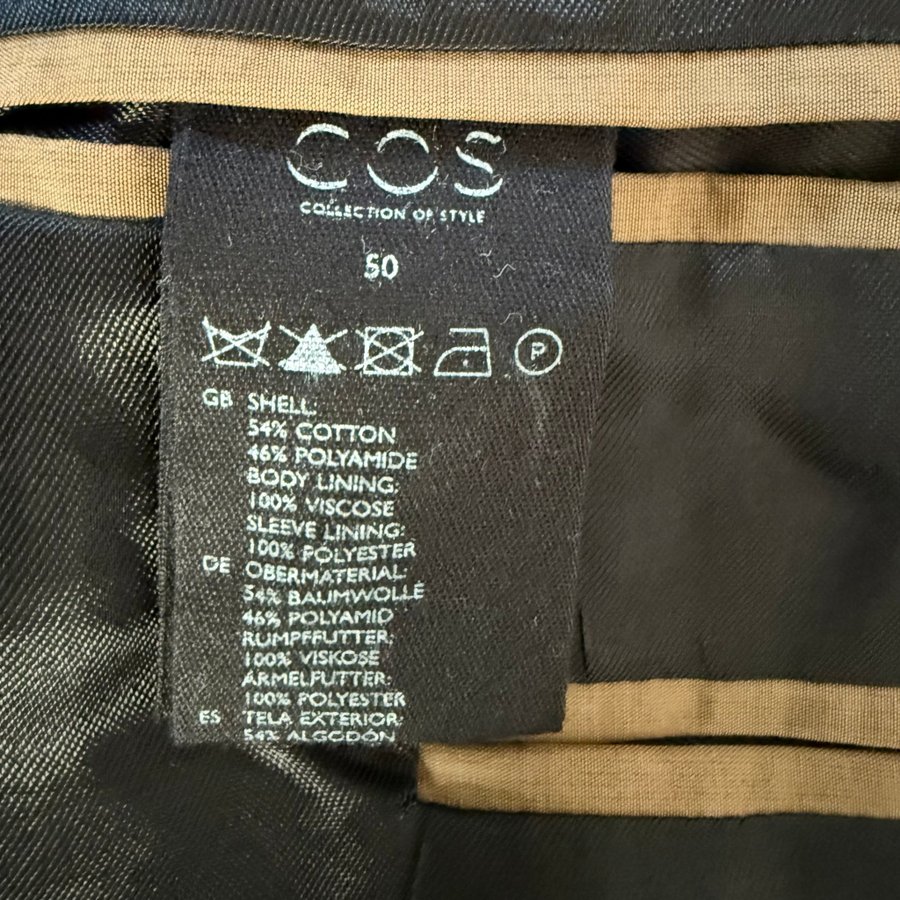 COS
COLLECTION OF STYLE
50
P
GB SHELL:
54% COTTON
46% POLYAMIDE
BODY LINING:
100% VISCOSE
SLEEVE LINING:
100% POLYESTER
DE OBERMATERIAL:
54% BAUMWOLLE
46% POLYAMID
RUMPFFUTTER:
100% VISKOSE
ÄRMELFUTTER:
100% POLYESTER
ES TELA EXTERIOR:
54% ALGODÓN